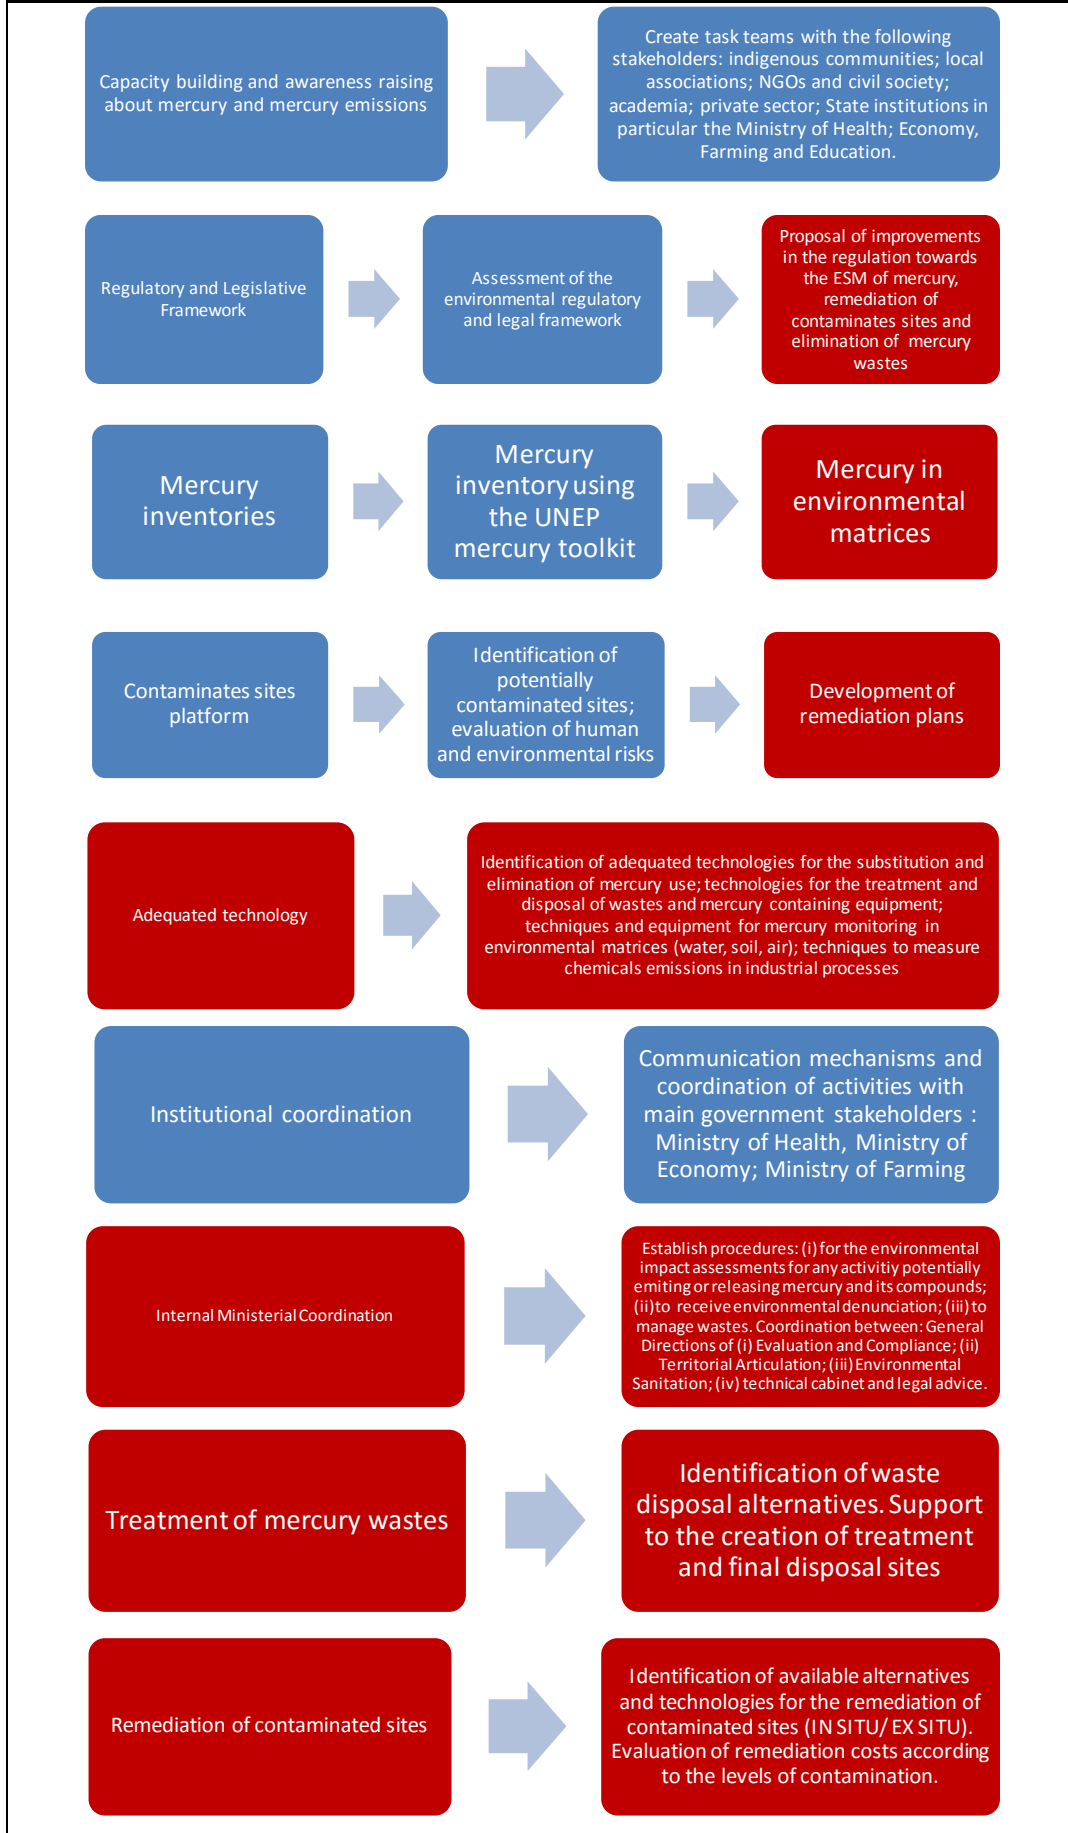 Capacity building and awareness raising
about mercury and mercury emissions
Create task teams with the following
stakeholders: indigenous communities; local
associations; NGOs and civil society;
academia; private sector; State institutions in
particular the Ministry of Health; Economy,
Farming and Education.
Regulatory and Legislative
Framework
Assessment of the
environmental regulatory
and legal framework
Proposal of improvements
in the regulation towards
the ESM of mercury,
remediation of
contaminates sites and
elimination of mercury
wastes
Mercury
inventories
Mercury
inventory using
the UNEP
mercury toolkit
Mercury in
environmental
matrices
Contaminates sites
platform
Identification of
potentially
contaminated sites;
evaluation of human
and environmental risks
Development of
remediation plans
Adequated technology
Identification of adequated technologies for the substitution and
elimination of mercury use; technologies for the treatment and
disposal of wastes and mercury containing equipment;
techniques and equipment for mercury monitoring in
environmental matrices (water, soil, air); techniques to measure
chemicals emissions in industrial processes
Institutional coordination
Communication mechanisms and
coordination of activities with
main government stakeholders :
Ministry of Health, Ministry of
Economy; Ministry of Farming
Internal Ministerial Coordination
Establish procedures: (i) for the environmental
impact assessments for any activitiy potentially
emiting or releasing mercury and its compounds;
(ii) to receive environmental denunciation; (iii) to
manage wastes. Coordination between: General
Directions of (i) Evaluation and Compliance; (ii)
Territorial Articulation; (iii) Environmental
Sanitation; (iv) technical cabinet and legal advice.
Treatment of mercury wastes
Identification of waste
disposal alternatives. Support
to the creation of treatment
and final disposal sites
Remediation of contaminated sites
Identification of available alternatives
and technologies for the remediation of
contaminated sites (IN SITU/ EX SITU).
Evaluation of remediation costs according
to the levels of contamination.